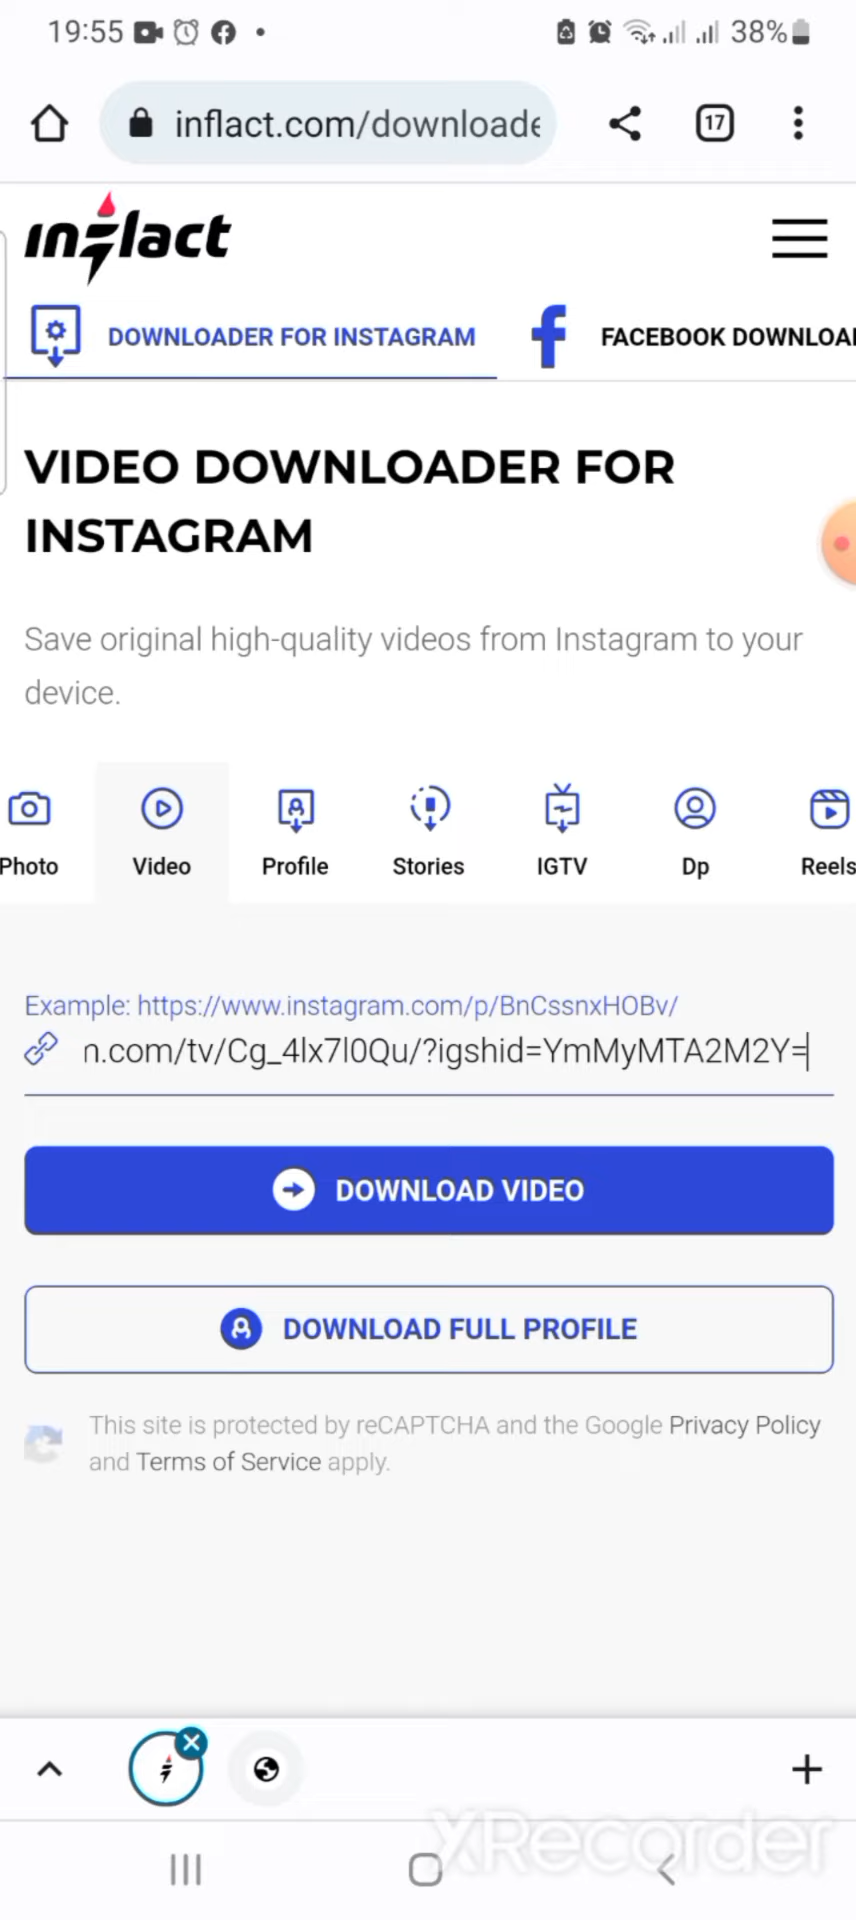 19:55
38%
inflact.com/downloade
17
inflact
DOWNLOADER FOR INSTAGRAM
FACEBOOK DOWNLOA
VIDEO DOWNLOADER FOR
INSTAGRAM
Save original high-quality videos from Instagram to your
device.
Photo Video Profile Stories IGTV Dp Reels
Example: https://www.instagram.com/p/BnCssnxHOBv/
n.com/tv/Cg_4lx7l0Qu/?igshid=YmMyMTA2M2Y=
DOWNLOAD VIDEO
DOWNLOAD FULL PROFILE
This site is protected by reCAPTCHA and the Google Privacy Policy
and Terms of Service apply.
XRecorder